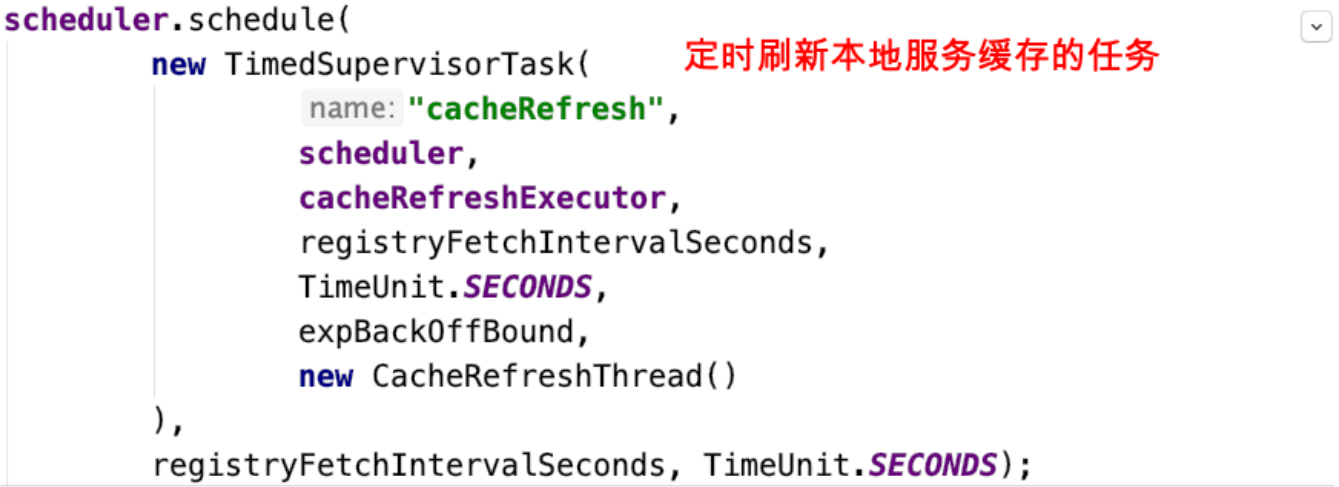 scheduler.schedule(
new TimedSupervisorTask( 定时刷新本地服务缓存的任务
name: "cacheRefresh",
scheduler,
cacheRefreshExecutor,
registryFetchIntervalSeconds,
TimeUnit.SECONDS,
expBackOffBound,
new CacheRefreshThread()
),
registryFetchIntervalSeconds, TimeUnit.SECONDS);